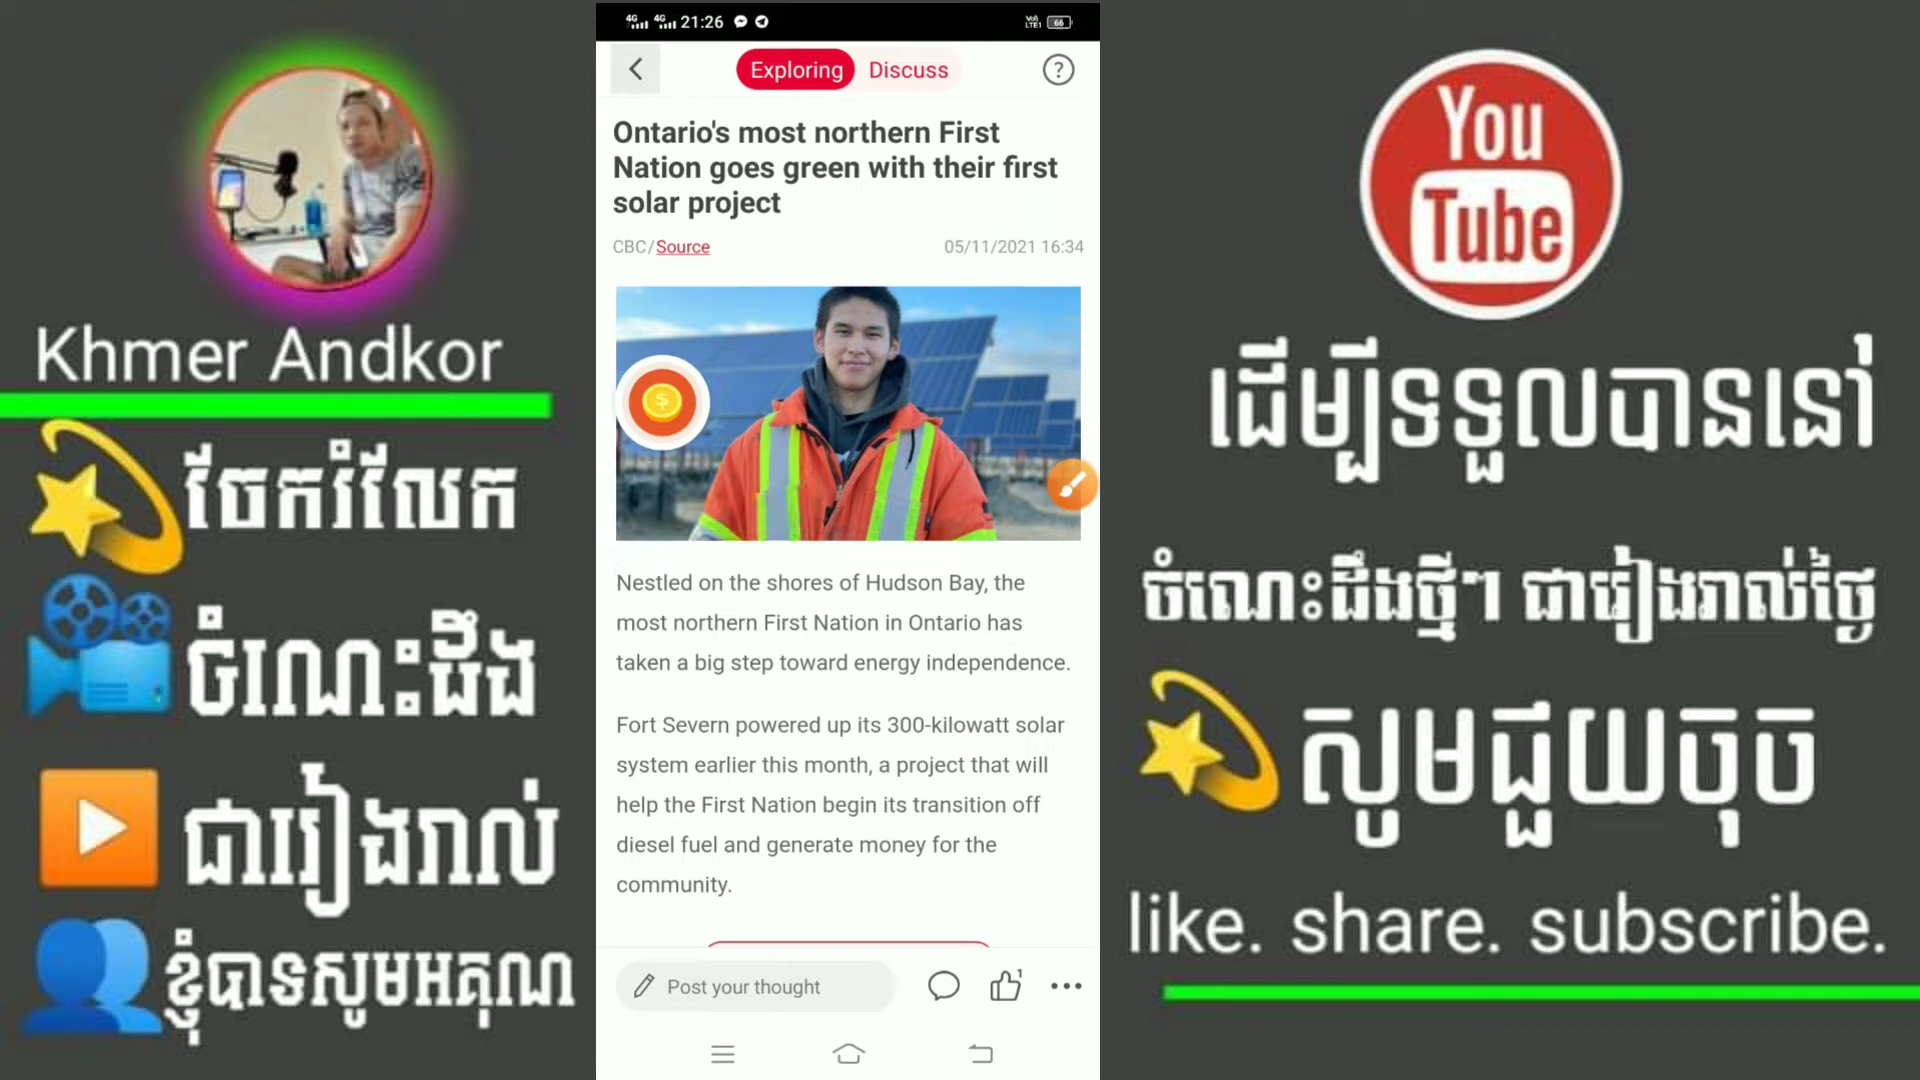 Khmer Andkor
ចែករំលែក
ចំណេះដឹង
ជារៀងរាល់
ខ្ញុំបាទសូមអរគុណ
21:26
66
Exploring
Discuss
Ontario's most northern First
Nation goes green with their first
solar project
CBC/Source
05/11/2021 16:34
Nestled on the shores of Hudson Bay, the
most northern First Nation in Ontario has
taken a big step toward energy independence.
Fort Severn powered up its 300-kilowatt solar
system earlier this month, a project that will
help the First Nation begin its transition off
diesel fuel and generate money for the
community.
Post your thought
1
You
Tube
ដើម្បីទទួលបាននៅ
ចំណេះដឹងថ្មីៗ ជារៀងរាល់ថ្ងៃ
សូមជួយចុច
like. share. subscribe.